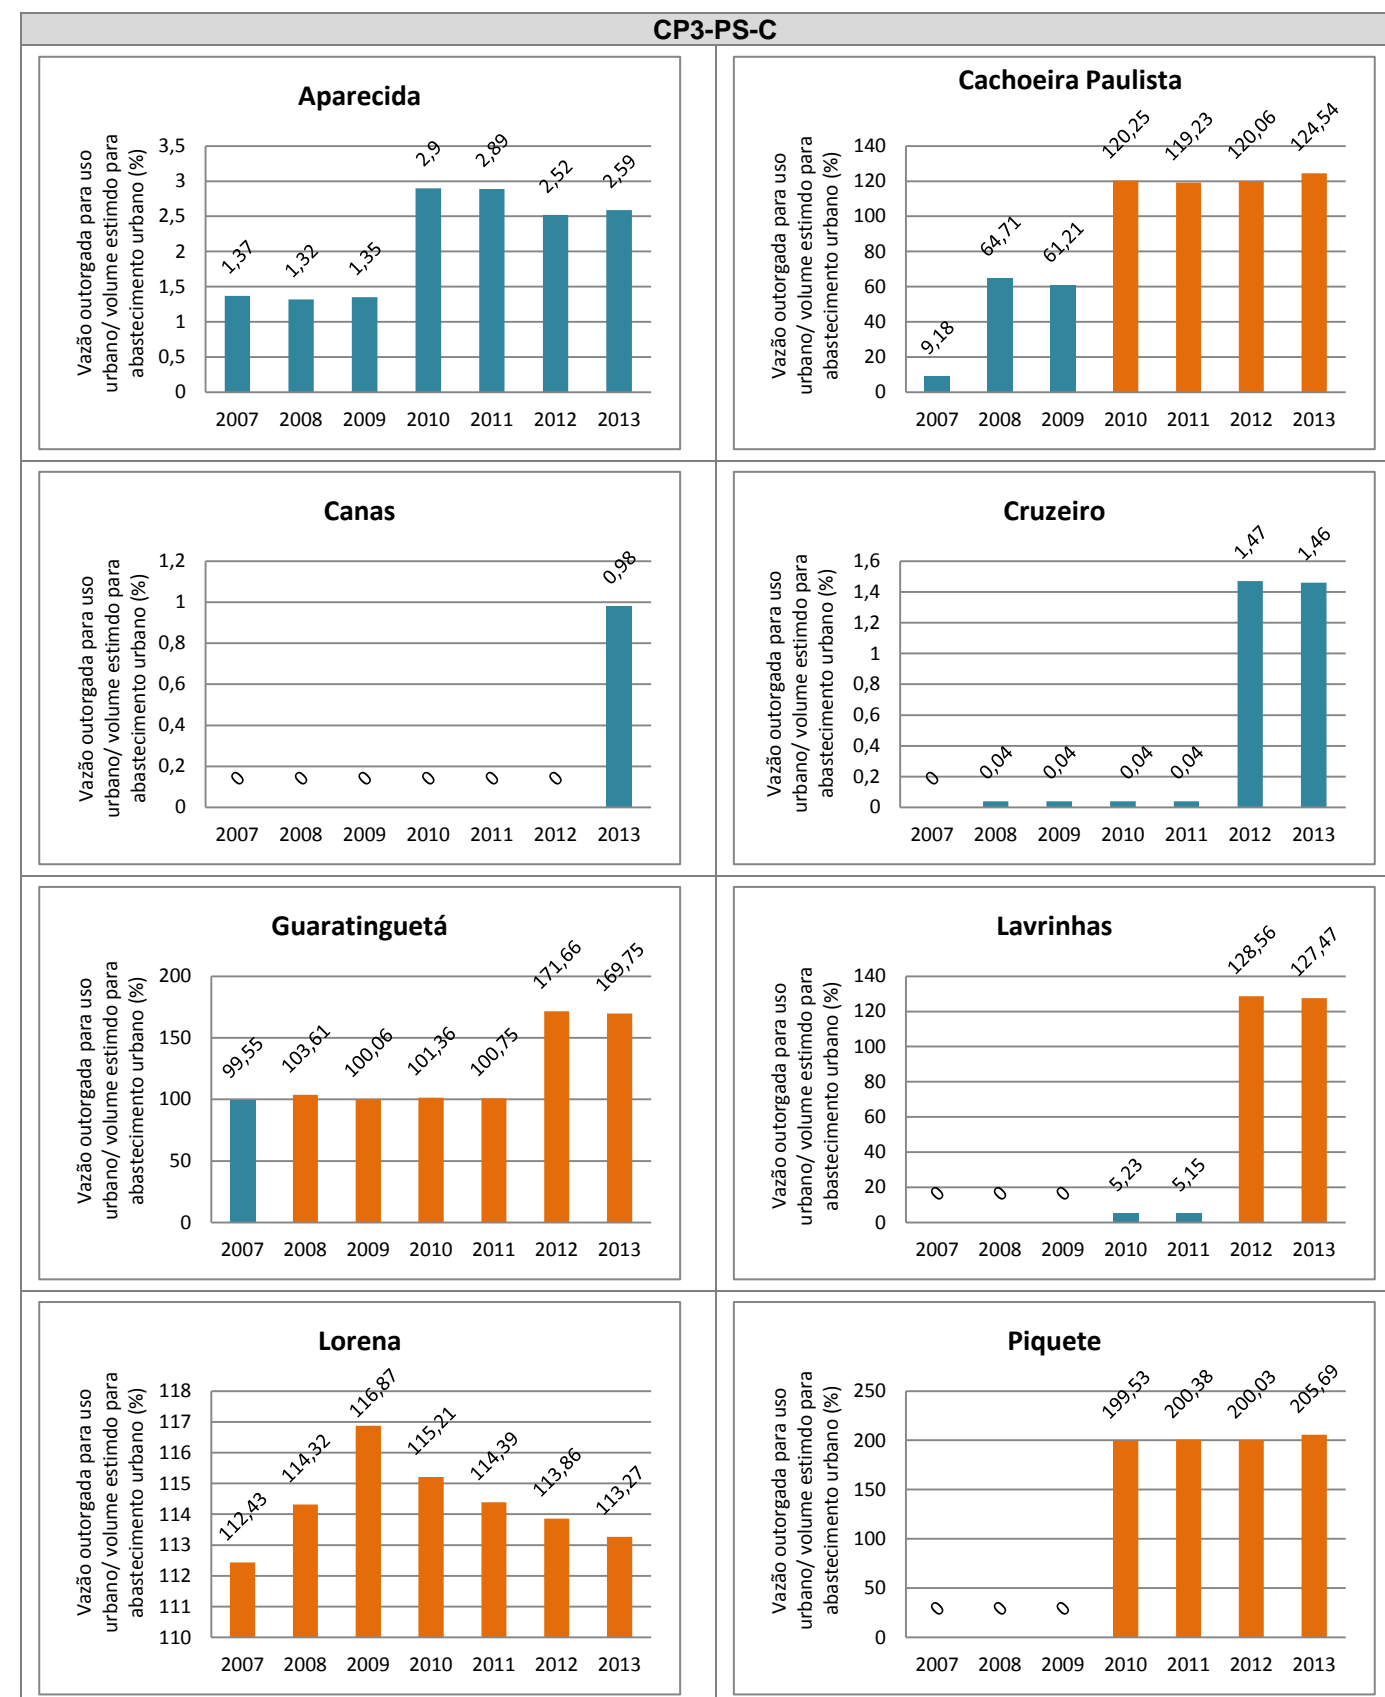 CP3-PS-C
Aparecida
Vazão outorgada para uso
urbano/ volume estimdo para
abastecimento urbano (%)
3,5
3
2,5
2
1,5
1
0,5
0
1,37
1,32
1,35
2,9
2,89
2,52
2,59
2007 2008 2009 2010 2011 2012 2013
Cachoeira Paulista
Vazão outorgada para uso
urbano/ volume estimdo para
abastecimento urbano (%)
140
120
100
80
60
40
20
0
9,18
64,71
61,21
120,25
119,23
120,06
124,54
2007 2008 2009 2010 2011 2012 2013
Canas
Vazão outorgada para uso
urbano/ volume estimdo para
abastecimento urbano (%)
1,2
1
0,8
0,6
0,4
0,2
0
0
0
0
0
0
0
0,98
2007 2008 2009 2010 2011 2012 2013
Cruzeiro
Vazão outorgada para uso
urbano/ volume estimdo para
abastecimento urbano (%)
1,6
1,4
1,2
1
0,8
0,6
0,4
0,2
0
0
0,04
0,04
0,04
0,04
1,47
1,46
2007 2008 2009 2010 2011 2012 2013
Guaratinguetá
Vazão outorgada para uso
urbano/ volume estimdo para
abastecimento urbano (%)
200
150
100
50
0
99,55
103,61
100,06
101,36
100,75
171,66
169,75
2007 2008 2009 2010 2011 2012 2013
Lavrinhas
Vazão outorgada para uso
urbano/ volume estimdo para
abastecimento urbano (%)
140
120
100
80
60
40
20
0
0
0
0
5,23
5,15
128,56
127,47
2007 2008 2009 2010 2011 2012 2013
Lorena
Vazão outorgada para uso
urbano/ volume estimdo para
abastecimento urbano (%)
118
117
116
115
114
113
112
111
110
112,43
114,32
116,87
115,21
114,39
113,86
113,27
2007 2008 2009 2010 2011 2012 2013
Piquete
Vazão outorgada para uso
urbano/ volume estimdo para
abastecimento urbano (%)
250
200
150
100
50
0
0
0
0
199,53
200,38
200,03
205,69
2007 2008 2009 2010 2011 2012 2013